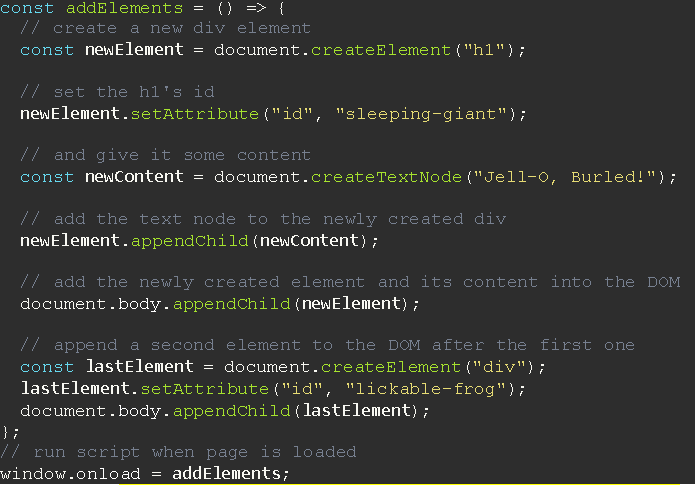 const addElements = () => {
  // create a new div element
  const newElement = document.createElement("h1");

  // set the h1's id
  newElement.setAttribute("id", "sleeping-giant");

  // and give it some content
  const newContent = document.createTextNode("Jell-O, Burled!");

  // add the text node to the newly created div
  newElement.appendChild(newContent);

  // add the newly created element and its content into the DOM
  document.body.appendChild(newElement);

  // append a second element to the DOM after the first one
  const lastElement = document.createElement("div");
  lastElement.setAttribute("id", "lickable-frog");
  document.body.appendChild(lastElement);
};
// run script when page is loaded
window.onload = addElements;